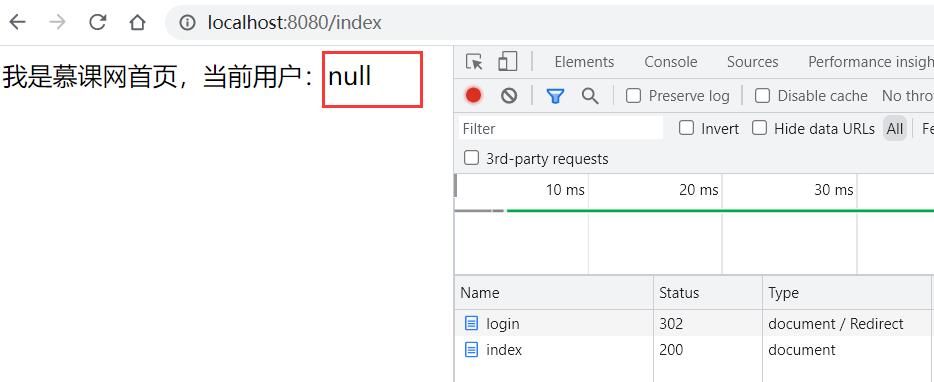 localhost:8080/index
我是慕课网首页，当前用户：null
Elements Console Sources Performance insigh
Preserve log Disable cache No thro
Filter Invert Hide data URLs All Fe
3rd-party requests
10 ms 20 ms 30 ms
Name Status Type
login 302 document / Redirect
index 200 document